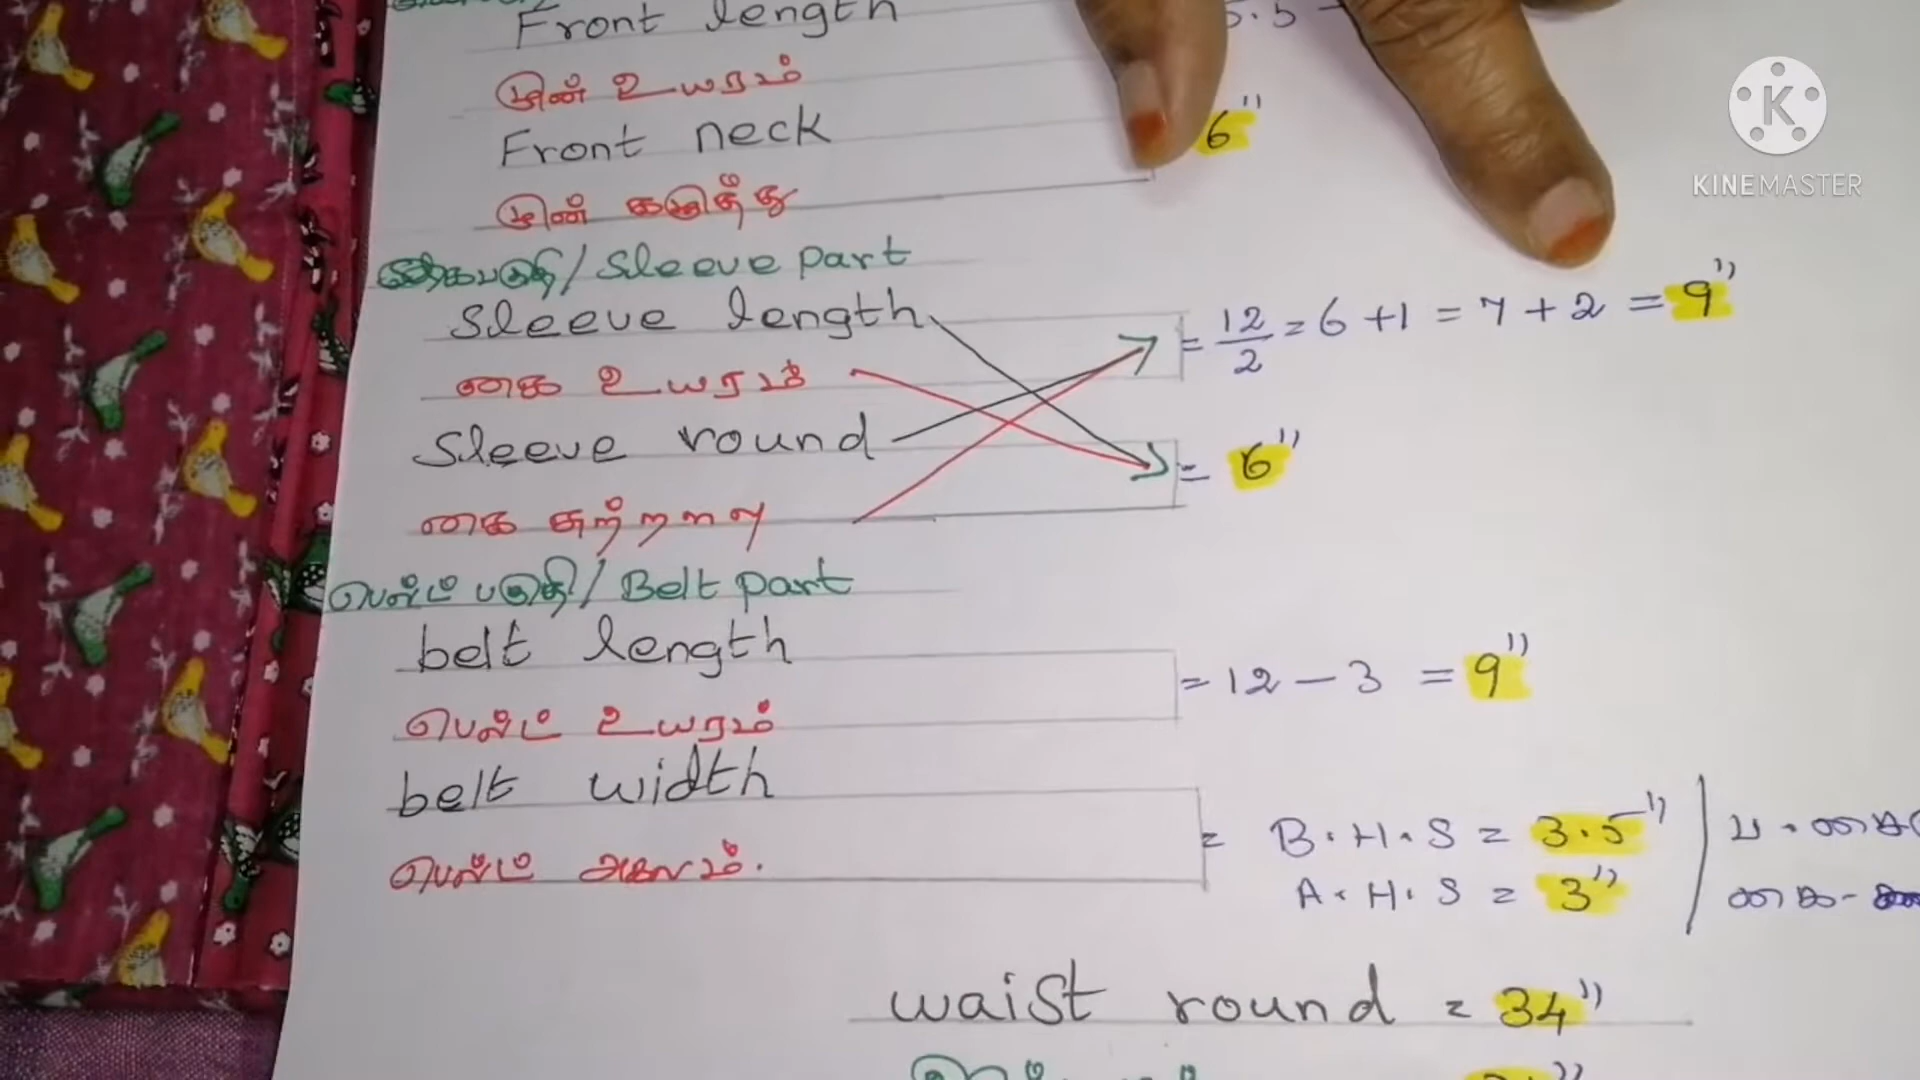 Front length
முன் உயரம்
Front neck
6"
முன் கழுத்து
கைபகுதி / Sleeve part
Sleeve length
= 12/2 = 6 + 1 = 7 + 2 = 9"
கை உயரம்
Sleeve round
= 6"
கை சுற்றளவு
பெல்ட் பகுதி / Belt part
belt length
= 12 - 3 = 9"
பெல்ட் உயரம்
belt width
= B.H.S = 3.5"
A.H.S = 3"
பெல்ட் அகலம்.
waist round = 34"
KINEMASTER